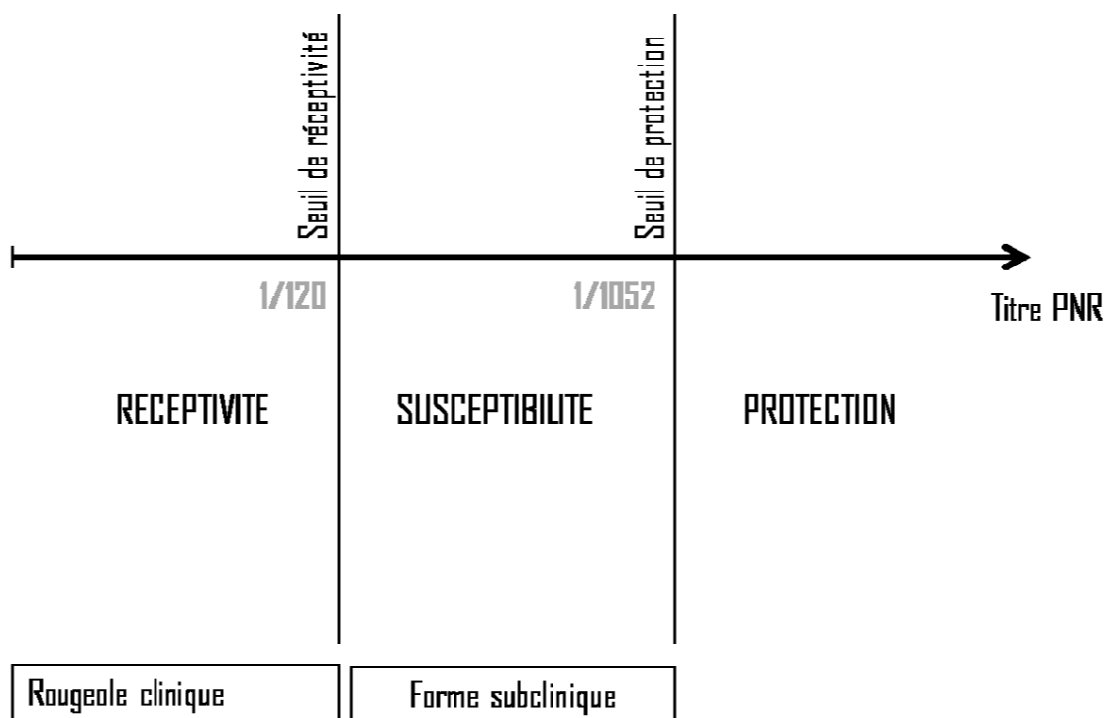 Seuil de réceptivité
Seuil de protection
1/120
1/1052
Titre PNR
RECEPTIVITE
SUSCEPTIBILITE
PROTECTION
Rougeole clinique
Forme subclinique